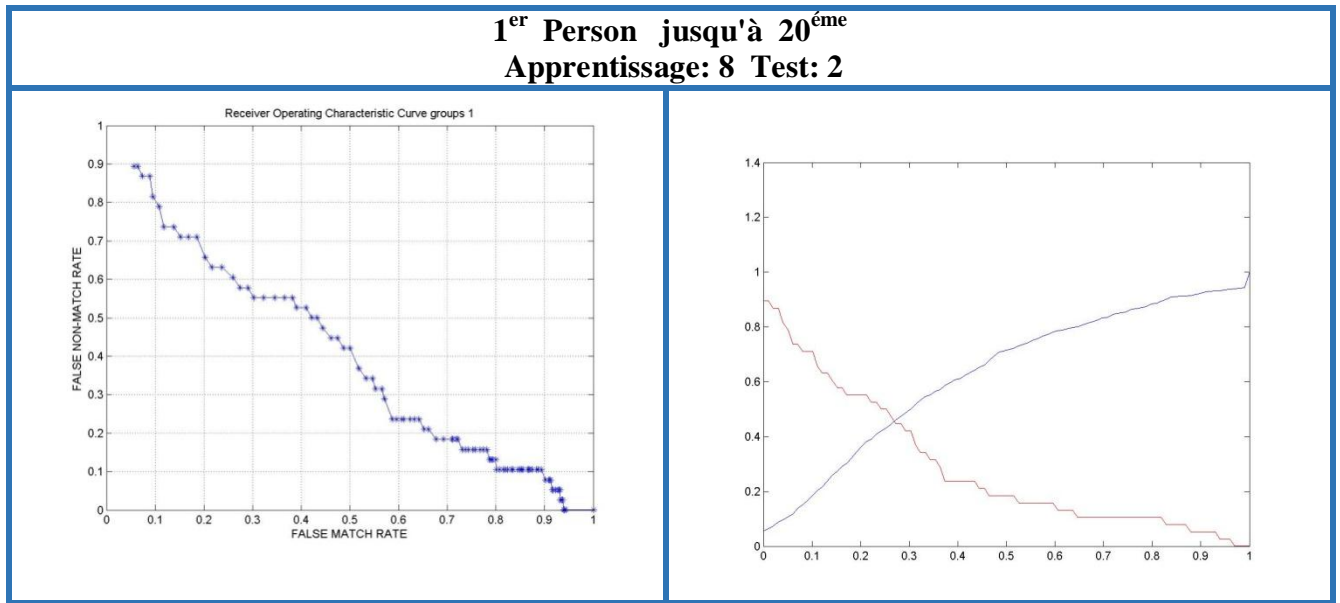 1er Person jusqu'à 20éme
Apprentissage: 8 Test: 2
Receiver Operating Characteristic Curve groups 1
1
0.9
0.8
0.7
0.6
0.5
0.4
0.3
0.2
0.1
0
FALSE NON-MATCH RATE
0 0.1 0.2 0.3 0.4 0.5 0.6 0.7 0.8 0.9 1
FALSE MATCH RATE
1.4
1.2
1
0.8
0.6
0.4
0.2
0
0 0.1 0.2 0.3 0.4 0.5 0.6 0.7 0.8 0.9 1